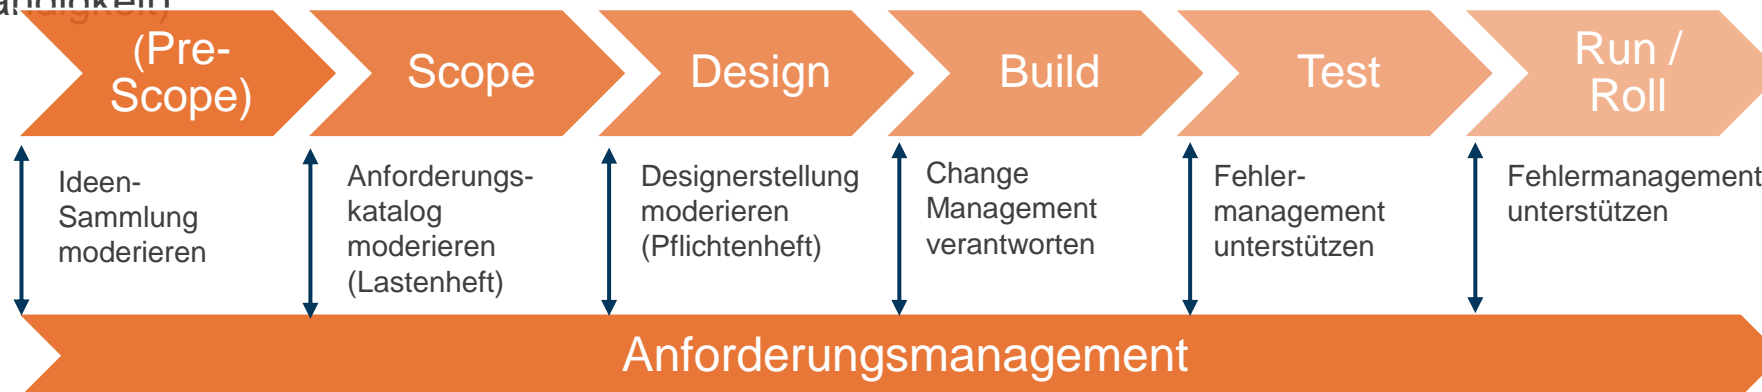 (Pre-
Scope)
Scope
Design
Build
Test
Run /
Roll
Ideen-
Sammlung
moderieren
Anforderungs-
katalog
moderieren
(Lastenheft)
Designerstellung
moderieren
(Pflichtenheft)
Change
Management
verantworten
Fehler-
management
unterstützen
Fehlermanagement
unterstützen
Anforderungsmanagement